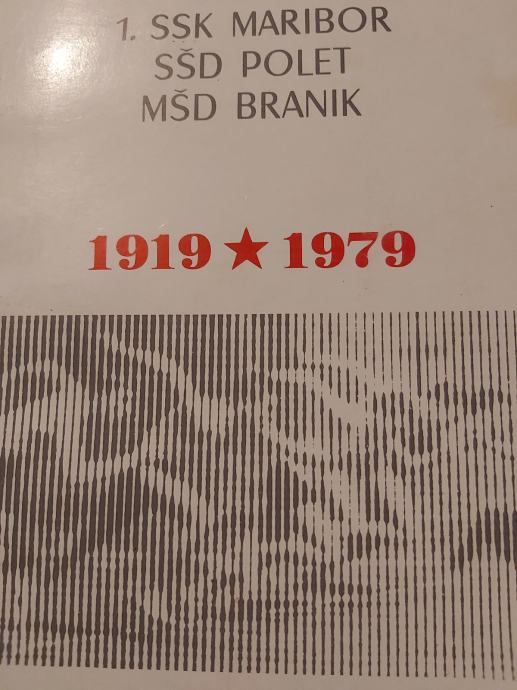 1. SSK MARIBOR
SŠD POLET
MŠD BRANIK
1919 ★ 1979